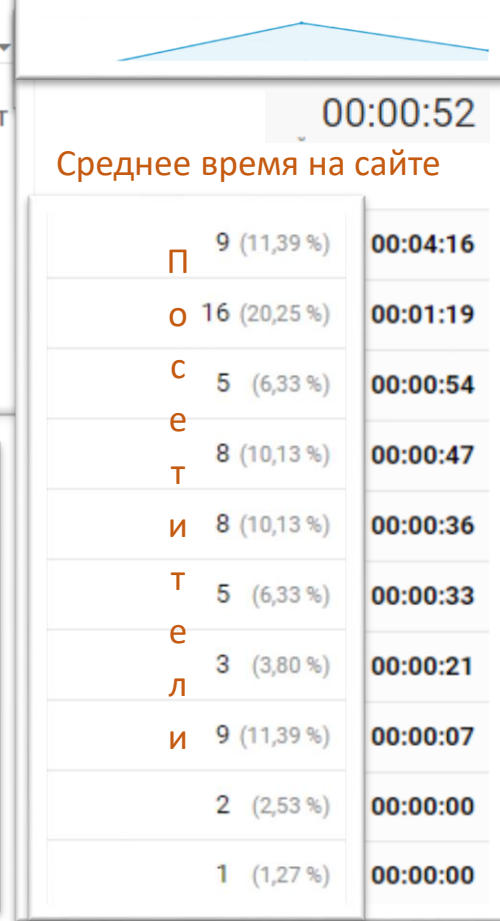 т
00:00:52
Среднее время на сайте
Посетители
9 (11,39 %) 00:04:16
16 (20,25 %) 00:01:19
5 (6,33 %) 00:00:54
8 (10,13 %) 00:00:47
8 (10,13 %) 00:00:36
5 (6,33 %) 00:00:33
3 (3,80 %) 00:00:21
9 (11,39 %) 00:00:07
2 (2,53 %) 00:00:00
1 (1,27 %) 00:00:00